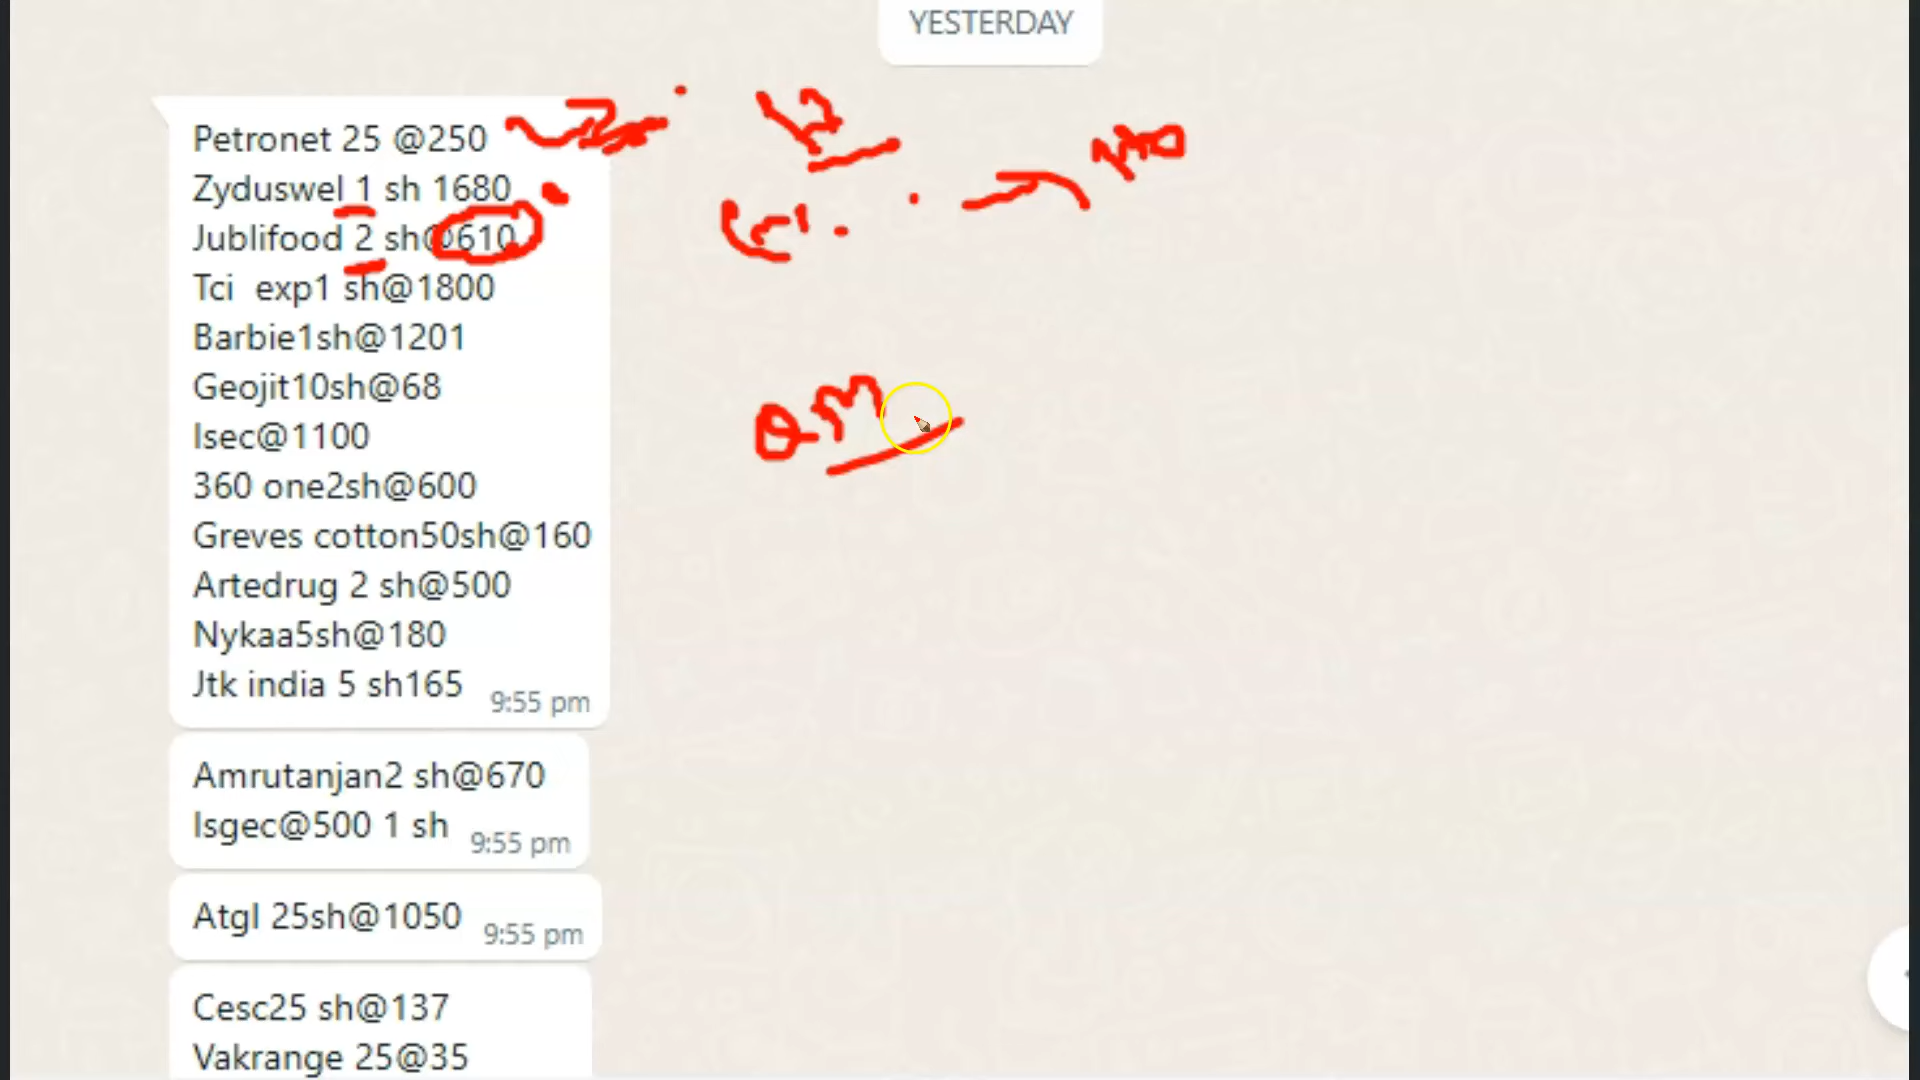 YESTERDAY
Petronet 25 @250
Zyduswel 1 sh 1680
Jublifood 2 sh@610
Tci  exp1 sh@1800
Barbie1sh@1201
Geojit10sh@68
Isec@1100
360 one2sh@600
Greves cotton50sh@160
Artedrug 2 sh@500
Nykaa5sh@180
Jtk india 5 sh165
9:55 pm
Amrutanjan2 sh@670
Isgec@500 1 sh
9:55 pm
Atgl 25sh@1050
9:55 pm
Cesc25 sh@137
Vakrange 25@35